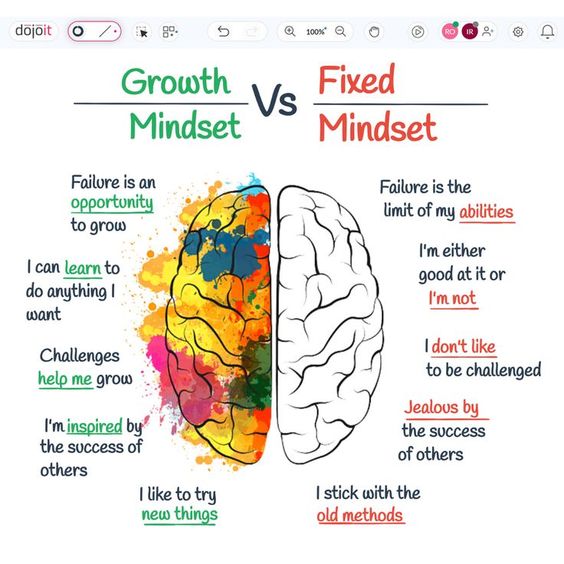 dojoit
100%
RO
IR
Growth
Mindset
Vs
Fixed
Mindset
Failure is an
opportunity
to grow
I can learn to
do anything I
want
Challenges
help me grow
I'm inspired by
the success of
others
I like to try
new things
Failure is the
limit of my abilities
I'm either
good at it or
I'm not
I don't like
to be challenged
Jealous by
the success
of others
I stick with the
old methods